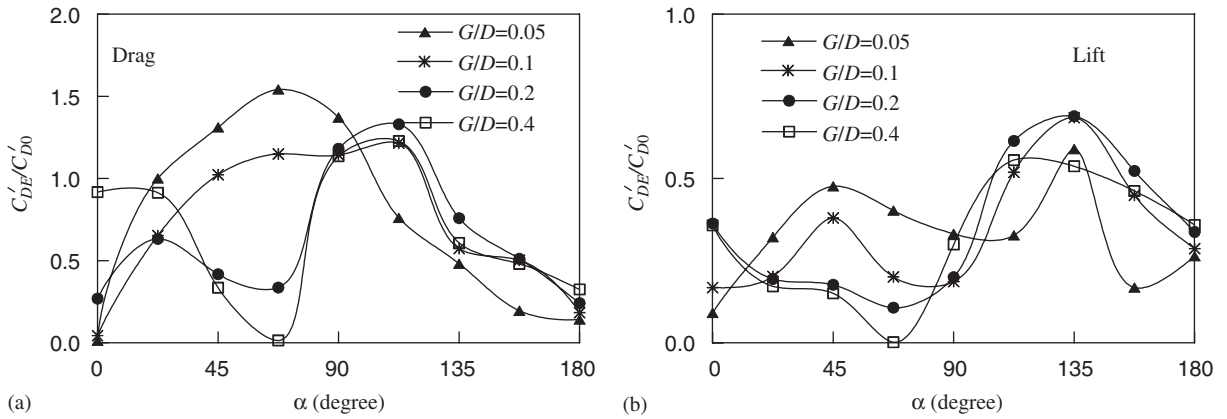 2.0
1.5
1.0
0.5
0.0
C'DE/C'D0
Drag
G/D=0.05
G/D=0.1
G/D=0.2
G/D=0.4
0 45 90 135 180
α (degree)
(a)
1.0
0.5
0.0
C'DE/C'D0
Lift
G/D=0.05
G/D=0.1
G/D=0.2
G/D=0.4
0 45 90 135 180
α (degree)
(b)